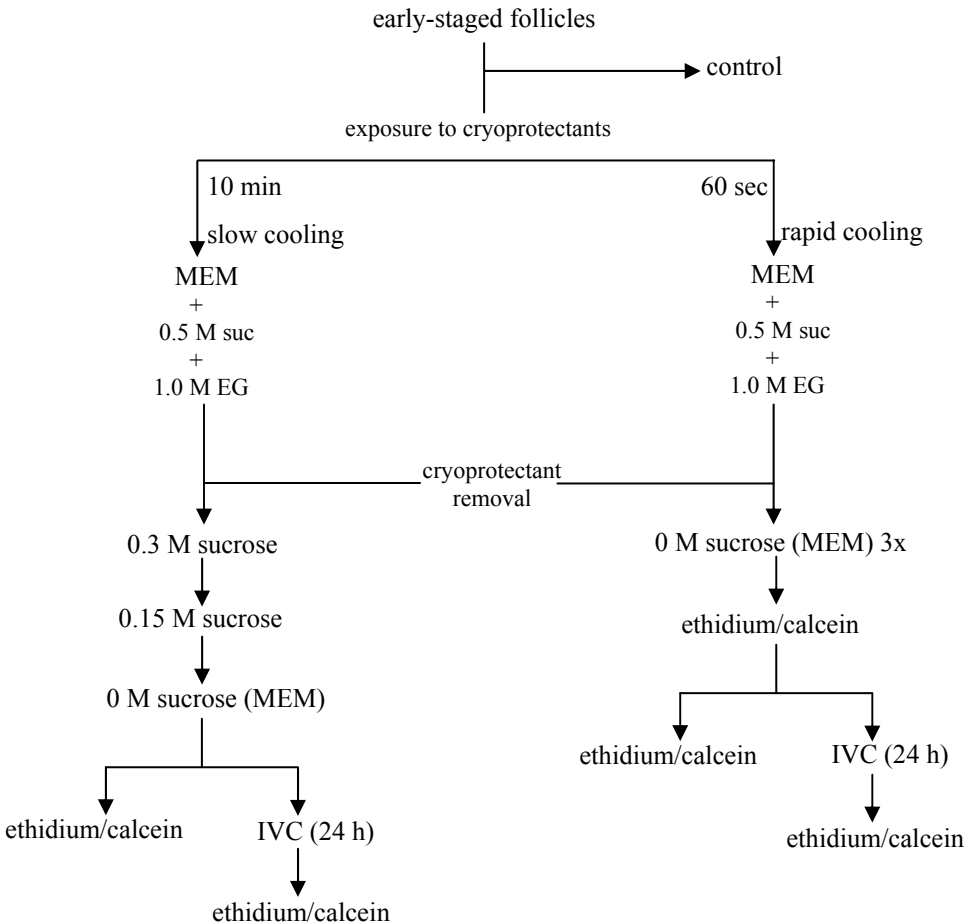 early-staged follicles
control
exposure to cryoprotectants
10 min
slow cooling
MEM
+
0.5 M suc
+
1.0 M EG
60 sec
rapid cooling
MEM
+
0.5 M suc
+
1.0 M EG
cryoprotectant
removal
0.3 M sucrose
0.15 M sucrose
0 M sucrose (MEM)
ethidium/calcein
IVC (24 h)
ethidium/calcein
0 M sucrose (MEM) 3x
ethidium/calcein
ethidium/calcein
IVC (24 h)
ethidium/calcein